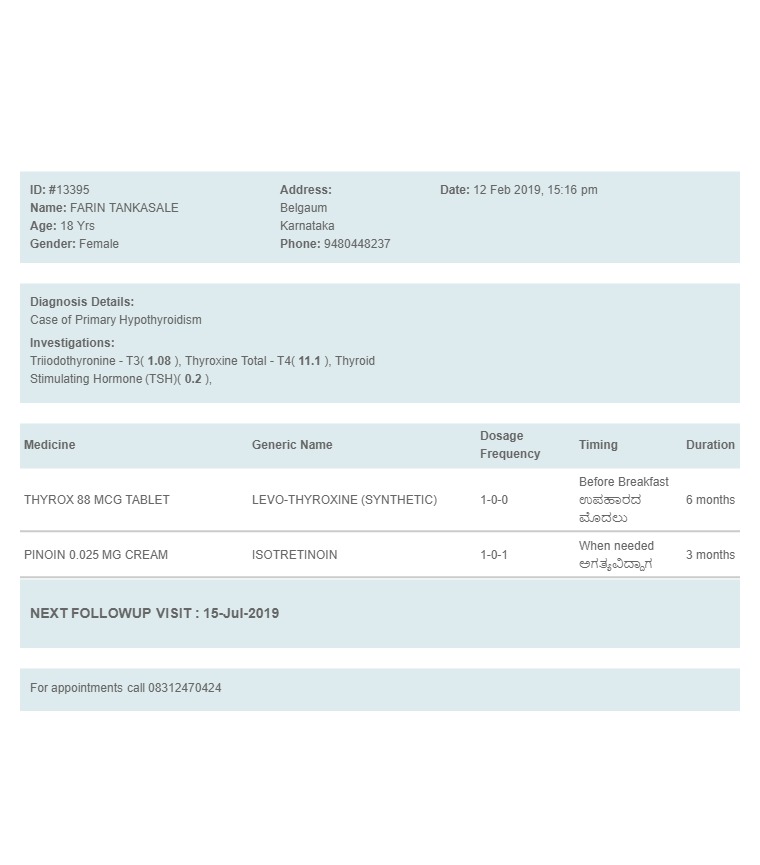 ID: #13395
Name: FARIN TANKASALE
Age: 18 Yrs
Gender: Female
Address:
Belgaum
Karnataka
Phone: 9480448237
Date: 12 Feb 2019, 15:16 pm
Diagnosis Details:
Case of Primary Hypothyroidism
Investigations:
Triiodothyronine - T3( 1.08 ), Thyroxine Total - T4( 11.1 ), Thyroid
Stimulating Hormone (TSH)( 0.2 ),
Medicine Generic Name Dosage Frequency Timing Duration
THYROX 88 MCG TABLET LEVO-THYROXINE (SYNTHETIC) 1-0-0 Before Breakfast ಉಪಹಾರದ ಮೊದಲು 6 months
PINOIN 0.025 MG CREAM ISOTRETINOIN 1-0-1 When needed ಅಗತ್ಯವಿದ್ದಾಗ 3 months
NEXT FOLLOWUP VISIT : 15-Jul-2019
For appointments call 08312470424